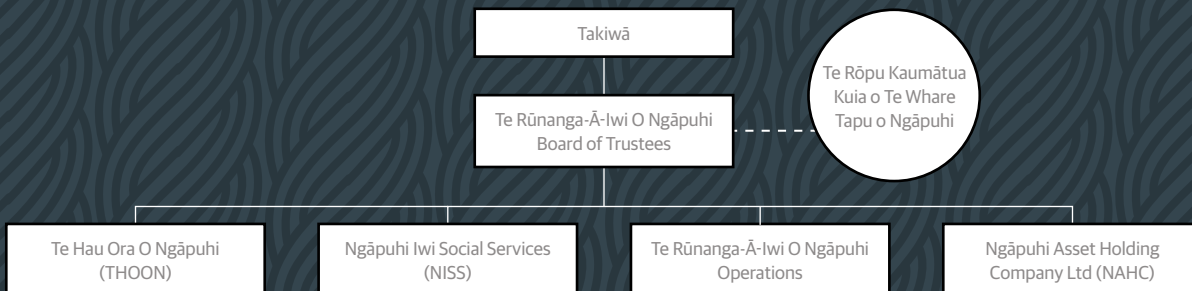 Takiwā
Te Rōpu Kaumātua
Kuia o Te Whare
Tapu o Ngāpuhi
Te Rūnanga-Ā-Iwi O Ngāpuhi
Board of Trustees
Te Hau Ora O Ngāpuhi
(THOON)
Ngāpuhi Iwi Social Services
(NISS)
Te Rūnanga-Ā-Iwi O Ngāpuhi
Operations
Ngāpuhi Asset Holding
Company Ltd (NAHC)